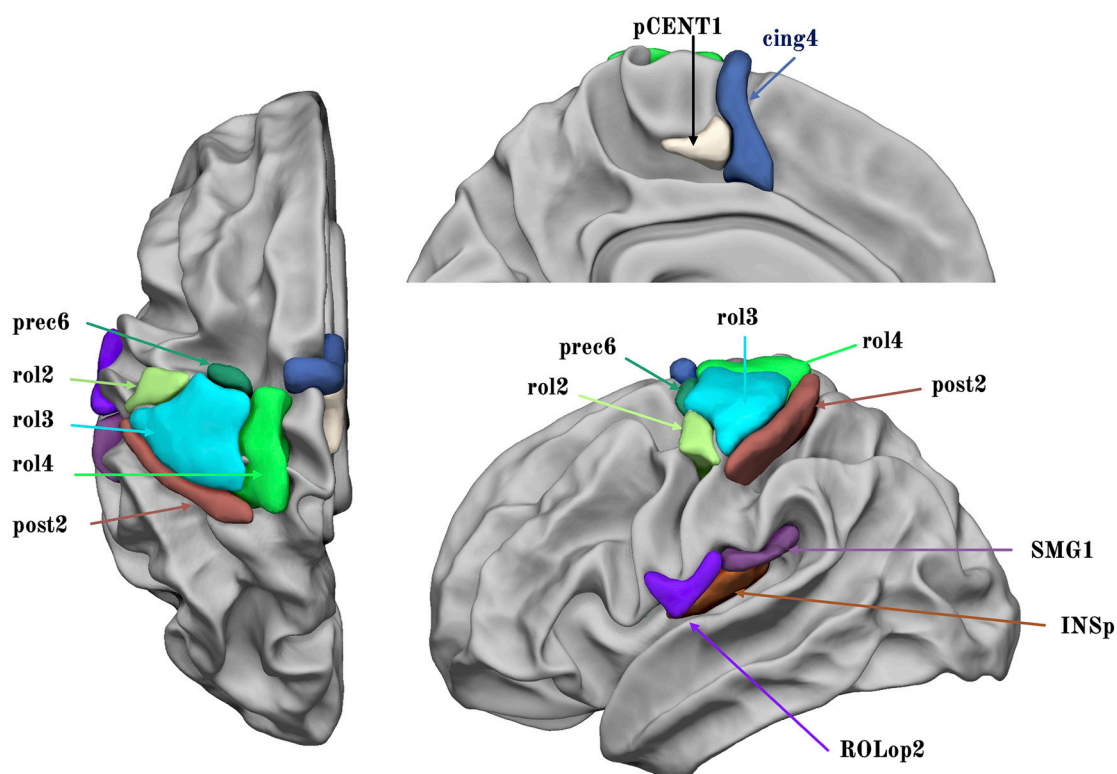 pCENT1
cing4
prec6
rol2
rol3
rol4
post2
rol3
rol4
prec6
rol2
post2
SMG1
INSp
ROLop2